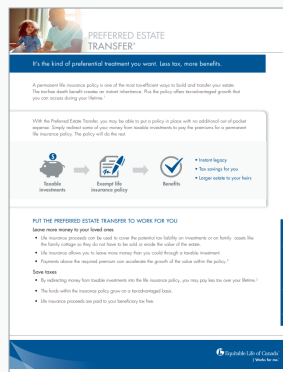 PREFERRED ESTATE
TRANSFER®
It's the kind of preferential treatment you want. Less tax, more benefits.
A permanent life insurance policy is one of the most tax-efficient ways to build and transfer your estate.
The tax-free death benefit creates an instant inheritance. Plus the policy offers tax-advantaged growth that
you can access during your lifetime.¹
With the Preferred Estate Transfer, you may be able to put a policy in place with no additional out of pocket
expense. Simply redirect some of your money from taxable investments to pay the premiums for a permanent
life insurance policy. The policy will do the rest.
Taxable
investments
Exempt life
insurance policy
Benefits
• Instant legacy
• Tax savings for you
• Larger estate to your heirs
PUT THE PREFERRED ESTATE TRANSFER TO WORK FOR YOU
Leave more money to your loved ones
• Life insurance proceeds can be used to cover the potential tax liability on investments or on family assets like
the family cottage so they do not have to be sold or erode the value of the estate.
• Life insurance allows you to leave more money than you could through a taxable investment.
• Payments above the required premium can accelerate the growth of the value within the policy.²
Save taxes
• By redirecting money from taxable investments into the life insurance policy, you may pay less tax over your lifetime.²
• The funds within the insurance policy grow on a tax-advantaged basis.
• Life insurance proceeds are paid to your beneficiary tax free.
Equitable Life of Canada
Works for me.